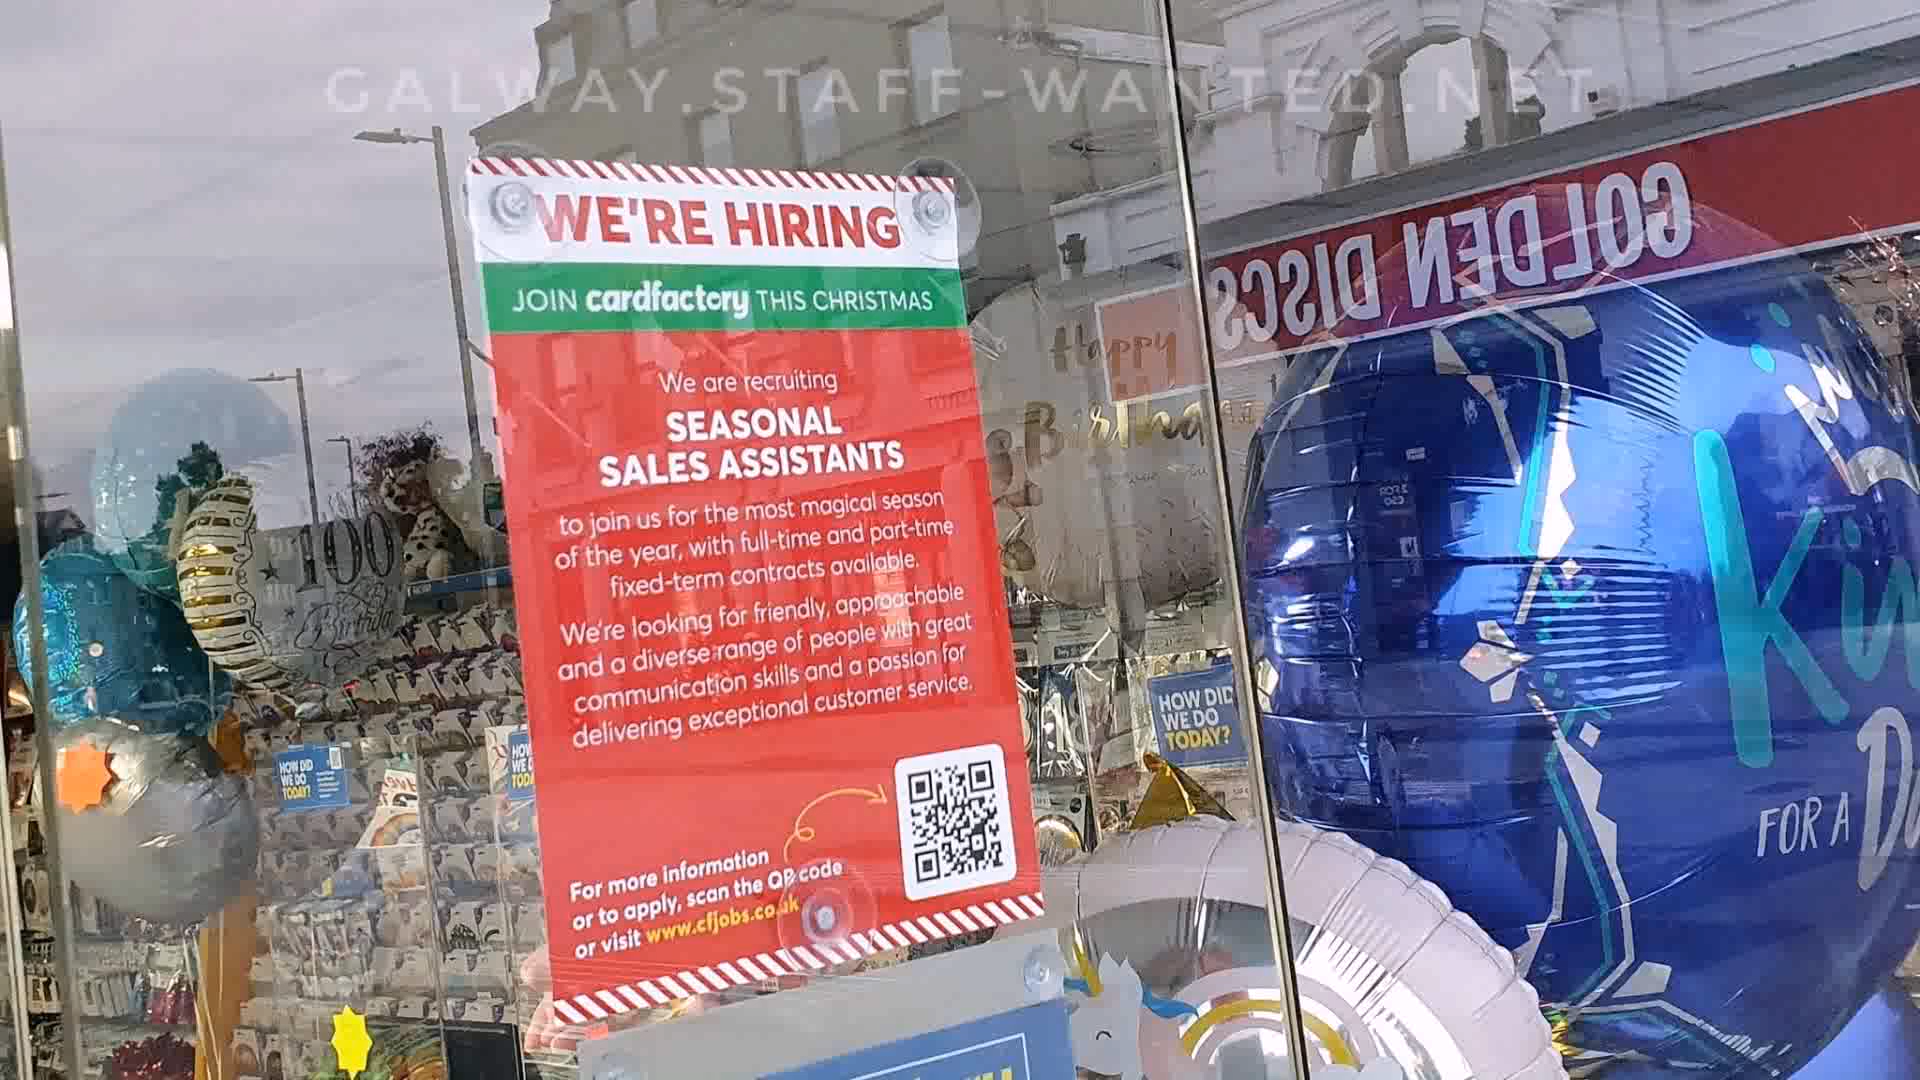 GALWAY.STAFF-WANTED.NET
WE'RE HIRING
JOIN cardfactory THIS CHRISTMAS
We are recruiting
SEASONAL
SALES ASSISTANTS
to join us for the most magical season
of the year, with full-time and part-time
fixed-term contracts available.
We're looking for friendly, approachable
and a diverse range of people with great
communication skills and a passion for
delivering exceptional customer service.
For more information
or to apply, scan the QR code
or visit www.cfjobs.co.uk
GOLDEN DISCS
Happy
100
Birthday
HOW DID
WE DO
TODAY?
HOW DID
WE DO
TODAY?
FOR A